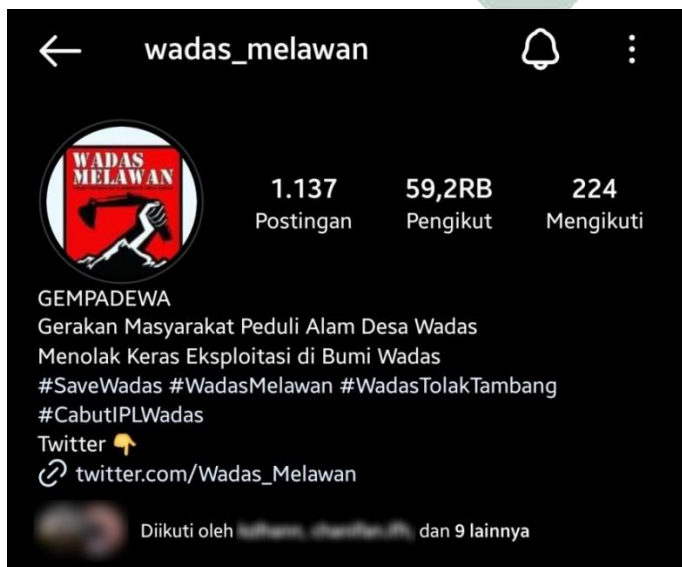 wadas_melawan
WADAS
MELAWAN
1.137 59,2RB 224
Postingan Pengikut Mengikuti
GEMPADEWA
Gerakan Masyarakat Peduli Alam Desa Wadas
Menolak Keras Eksploitasi di Bumi Wadas
#SaveWadas #WadasMelawan #WadasTolakTambang
#CabutIPLWadas
Twitter 👇
twitter.com/Wadas_Melawan
Diikuti oleh dan 9 lainnya